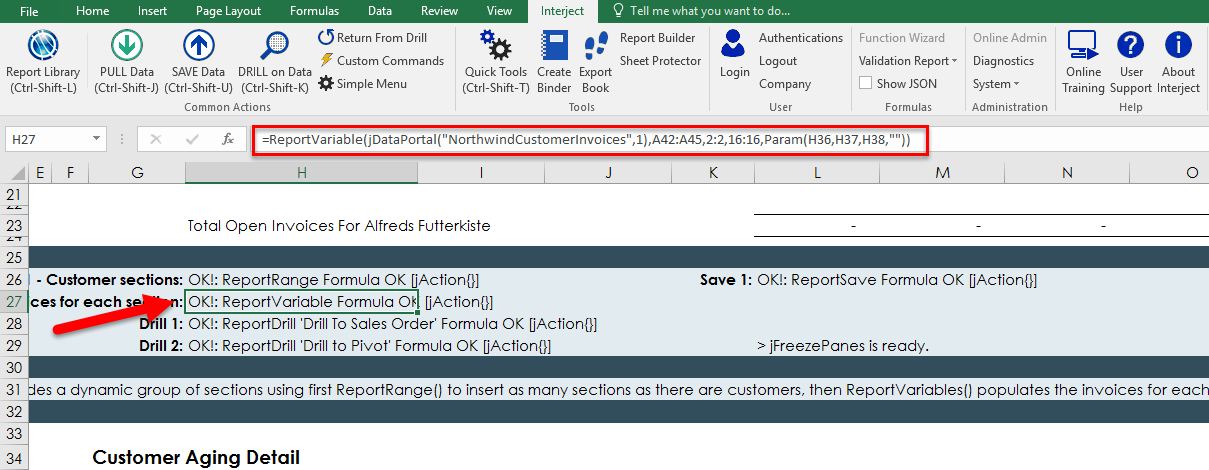 File Home Insert Page Layout Formulas Data Review View Interject Tell me what you want to do...
Report Library (Ctrl-Shift-L)
PULL Data (Ctrl-Shift-J)
SAVE Data (Ctrl-Shift-U)
DRILL on Data (Ctrl-Shift-K)
Return From Drill
Custom Commands
Simple Menu
Common Actions
Quick Tools (Ctrl-Shift-T)
Create Binder
Export Book
Report Builder
Sheet Protector
Tools
Login
Authentications
Logout
Company
User
Function Wizard
Validation Report
Show JSON
Formulas
Online Admin
Diagnostics
System
Administration
Online Training
User Support
About Interject
Help
H27 fx =ReportVariable(jDataPortal("NorthwindCustomerInvoices",1),A42:A45,2:2,16:16,Param(H36,H37,H38,""))
E F G H I J K L M N O
21
22
23 Total Open Invoices For Alfreds Futterkiste - - -
24
25
26 - Customer sections: OK!: ReportRange Formula OK [jAction{}] Save 1: OK!: ReportSave Formula OK [jAction{}]
27 ces for each section: OK!: ReportVariable Formula OK [jAction{}]
28 Drill 1: OK!: ReportDrill 'Drill To Sales Order' Formula OK [jAction{}]
29 Drill 2: OK!: ReportDrill 'Drill to Pivot' Formula OK [jAction{}] > jFreezePanes is ready.
30
31 des a dynamic group of sections using first ReportRange() to insert as many sections as there are customers, then ReportVariables() populates the invoices for each
32
33
34 Customer Aging Detail